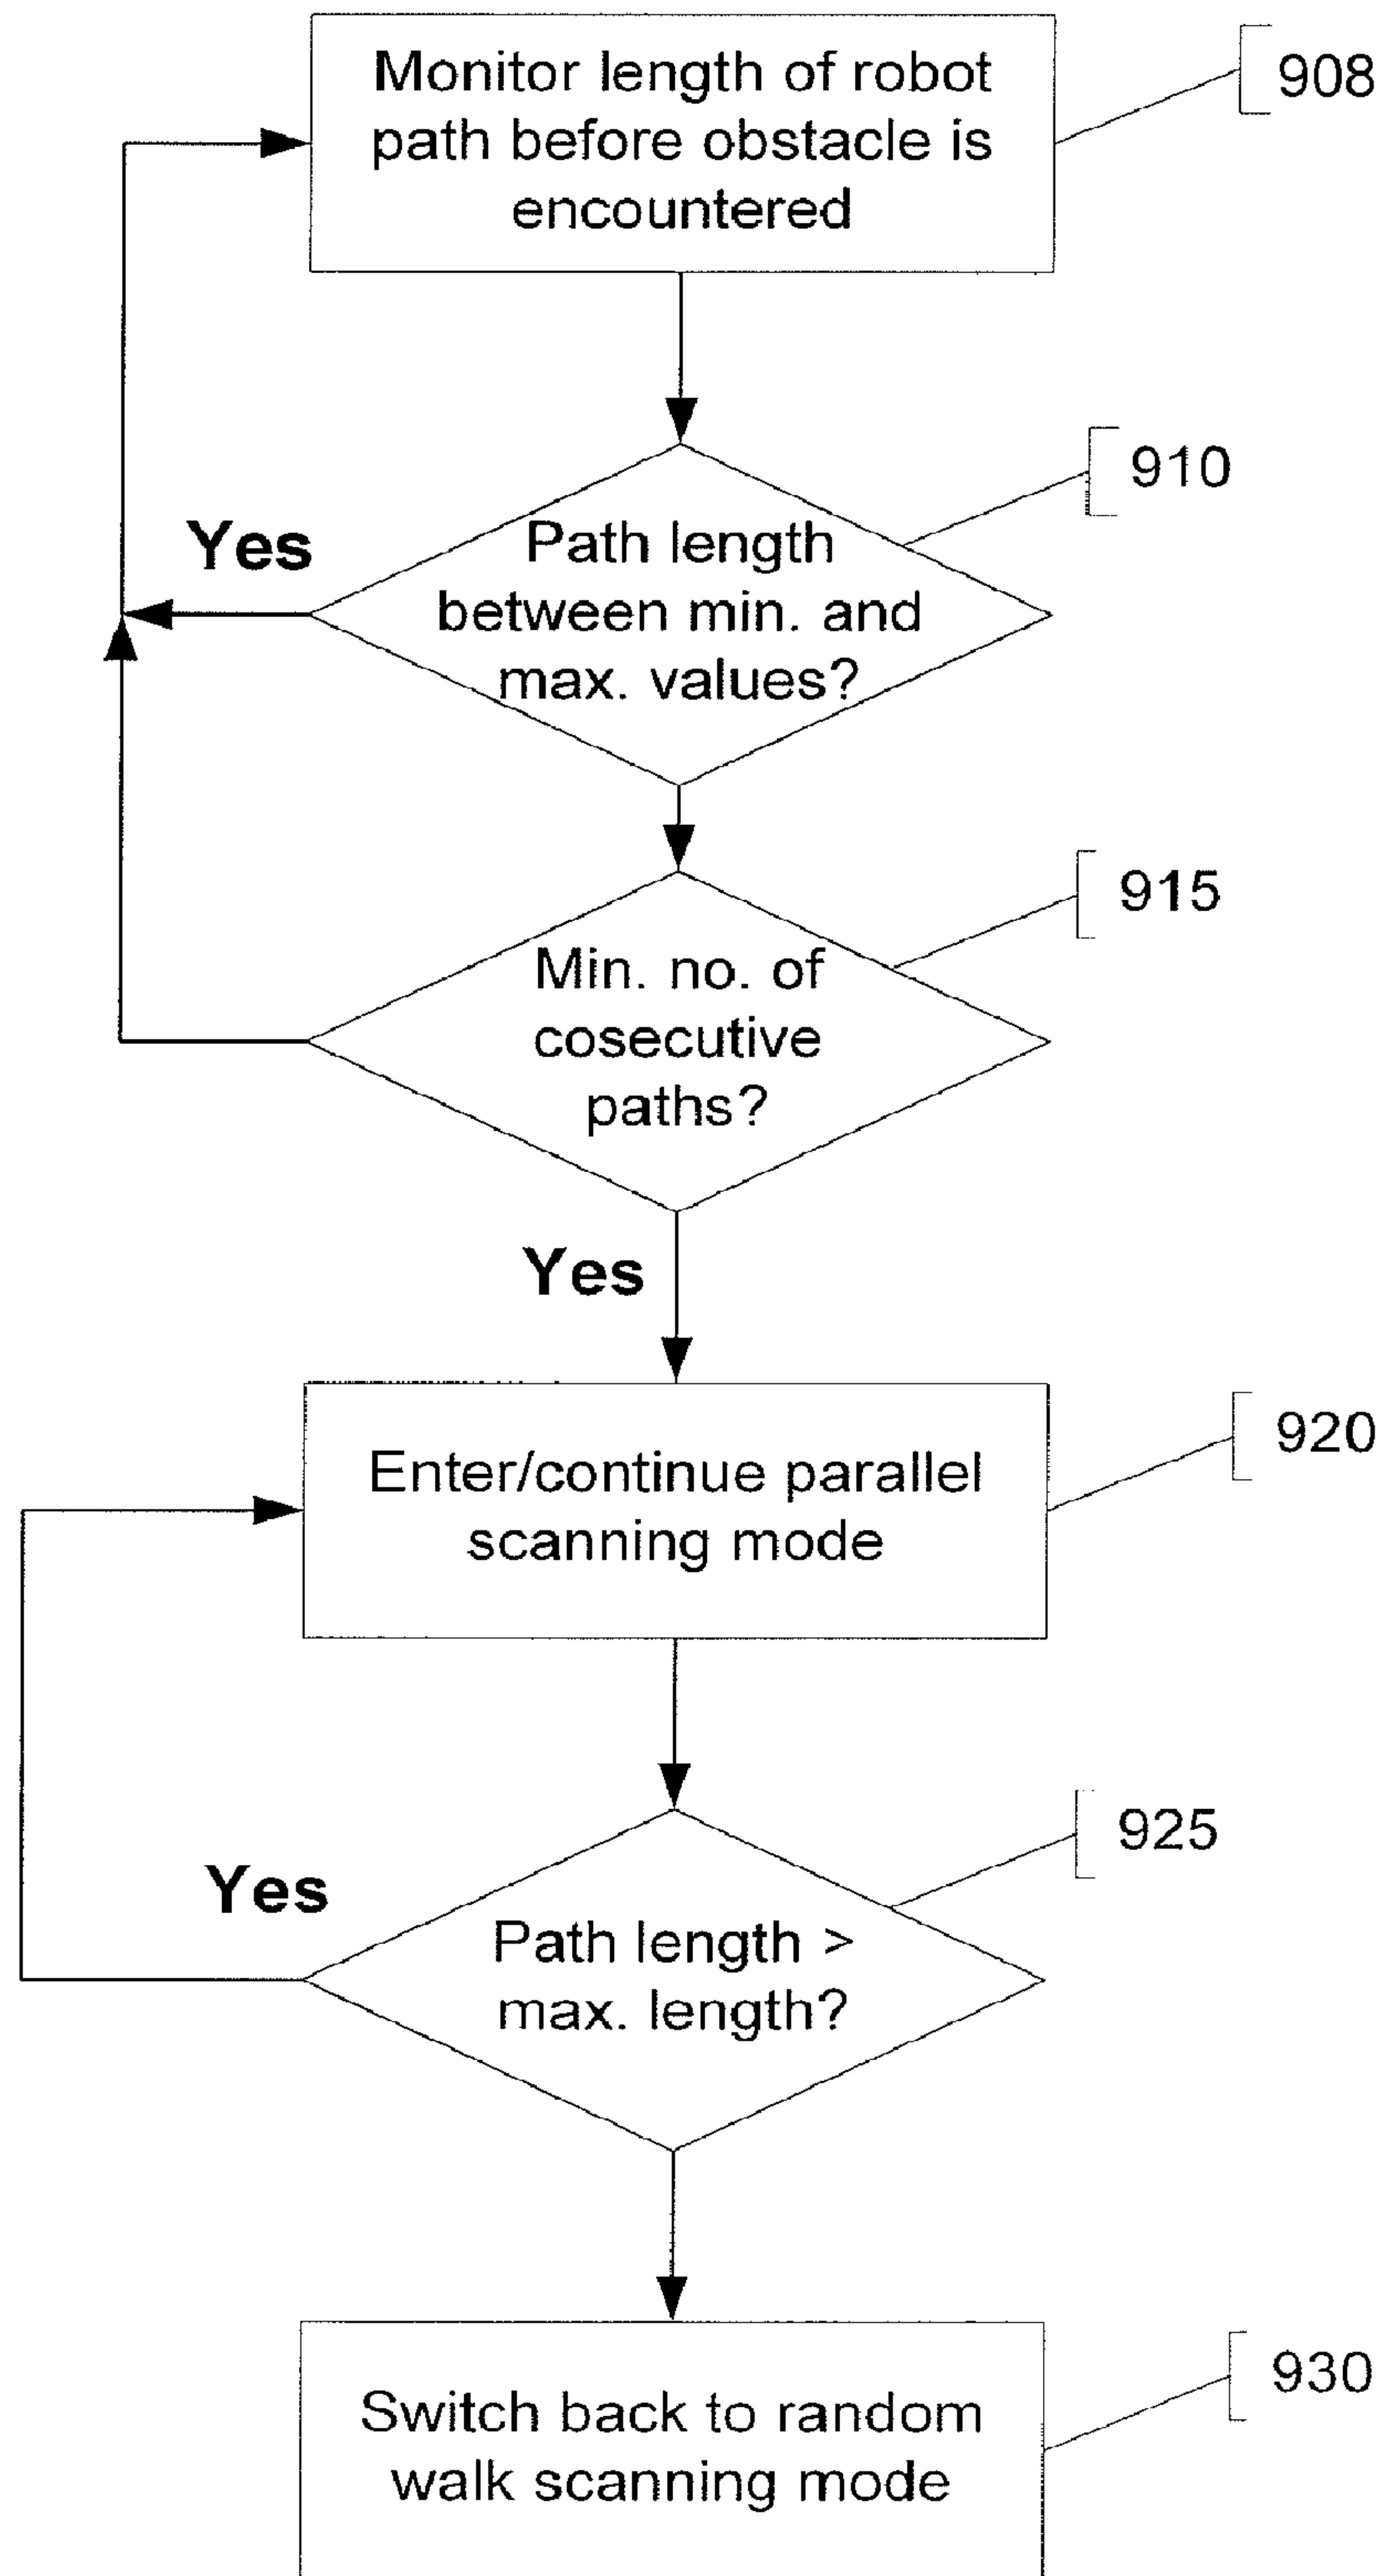 Monitor length of robot
path before obstacle is
encountered
908
910
Yes
Path length
between min. and
max. values?
915
Min. no. of
cosecutive
paths?
Yes
Enter/continue parallel
scanning mode
920
925
Yes
Path length >
max. length?
930
Switch back to random
walk scanning mode